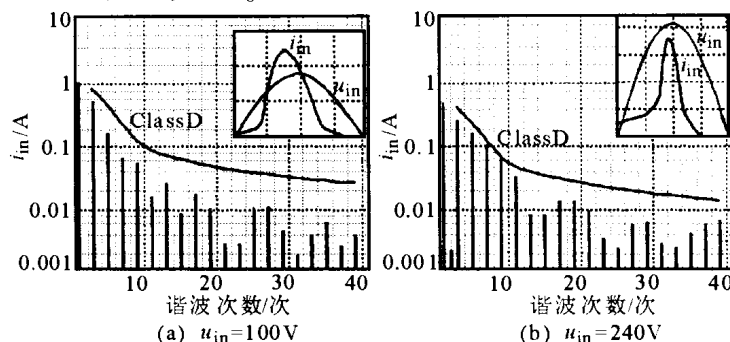 10
1
0.1
0.01
0.001
i_in/A
ClassD
i_in
u_in
10
20
30
40
谐波次数/次
(a) u_in=100V
10
1
0.1
0.01
0.001
i_in/A
ClassD
u_in
i_in
10
20
30
40
谐波次数/次
(b) u_in=240V